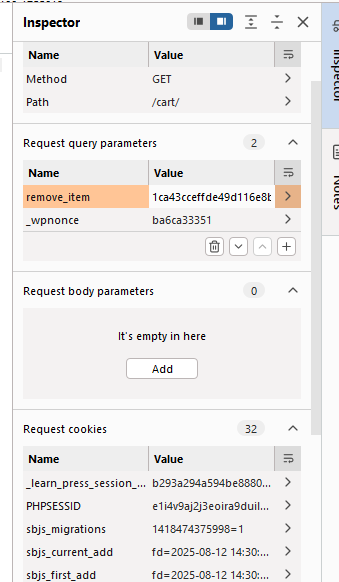 Inspector
Name Value
Method GET
Path /cart/
Request query parameters 2
Name Value
remove_item 1ca43cceffde49d116e8b
_wpnonce ba6ca33351
Request body parameters 0
It's empty in here
Add
Request cookies 32
Name Value
_learn_press_session_... b293a294a594be8880...
PHPSESSID e1i4v9aj2j3eoira9duil...
sbjs_migrations 1418474375998=1
sbjs_current_add fd=2025-08-12 14:30:...
sbjs_first_add fd=2025-08-12 14:30:...
Inspector
Notes